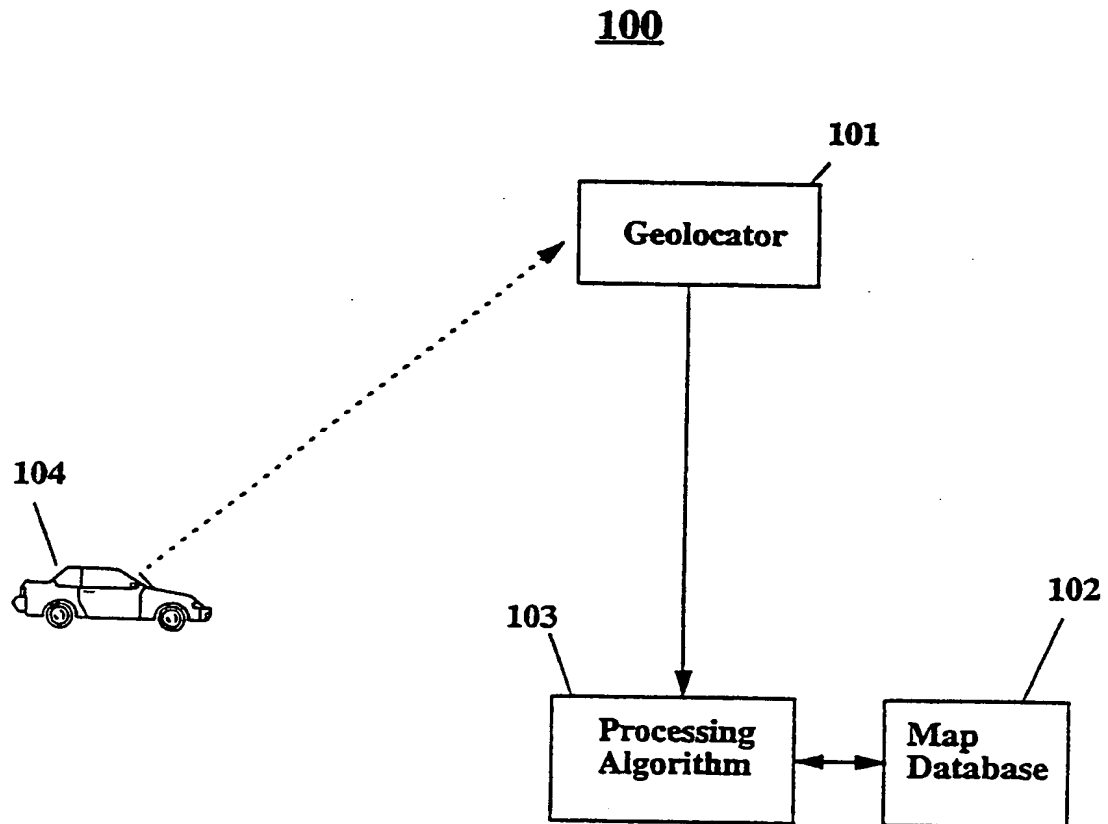 100
101
Geolocator
104
103
102
Processing
Algorithm
Map
Database